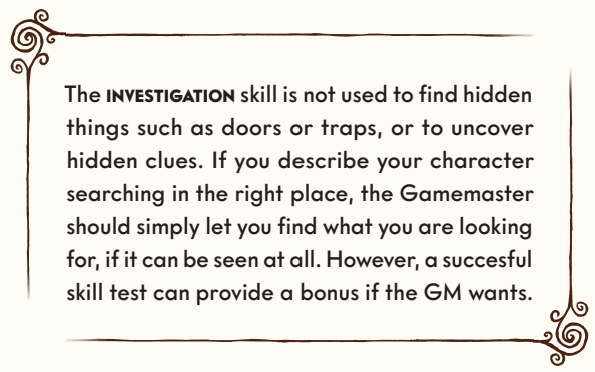 The INVESTIGATION skill is not used to find hidden
things such as doors or traps, or to uncover
hidden clues. If you describe your character
searching in the right place, the Gamemaster
should simply let you find what you are looking
for, if it can be seen at all. However, a succesful
skill test can provide a bonus if the GM wants.